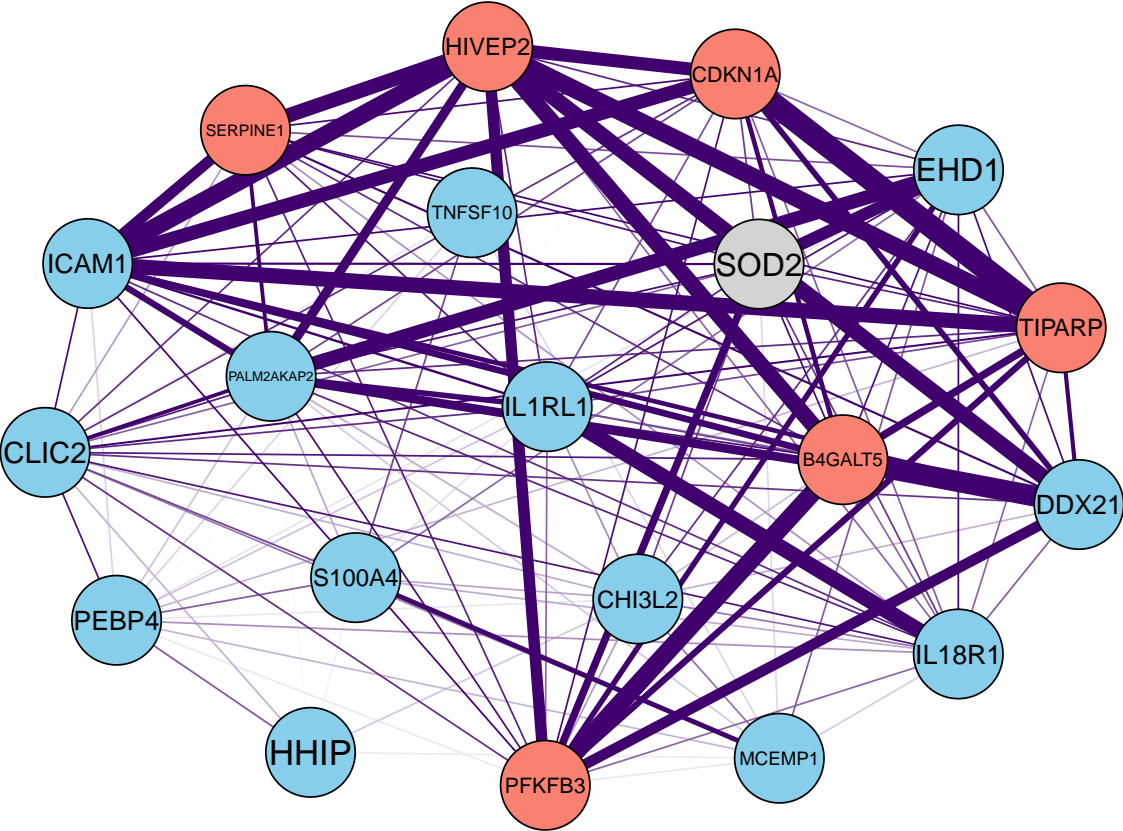 HIVEP2
CDKN1A
SERPINE1
EHD1
TNFSF10
ICAM1
SOD2
TIPARP
PALM2AKAP2
IL1RL1
CLIC2
B4GALT5
DDX21
S100A4
CHI3L2
PEBP4
IL18R1
HHIP
MCEMP1
PFKFB3